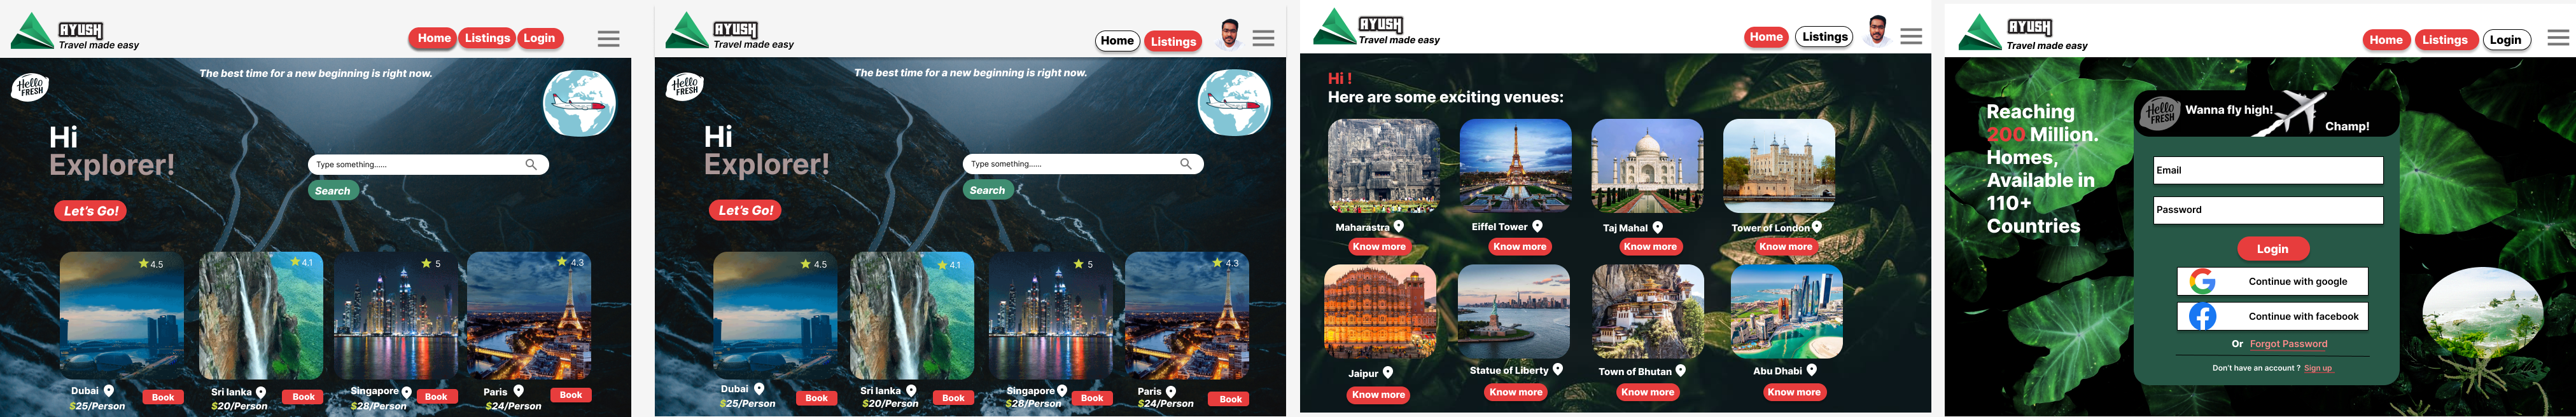 AYUSH
Travel made easy
Home Listings Login
The best time for a new beginning is right now.
Hello
FRESH
Hi
Explorer!
Type something......
Search
Let's Go!
4.5 4.1 5 4.3
Dubai Sri lanka Singapore Paris
Book Book Book Book
$25/Person $20/Person $28/Person $24/Person
AYUSH
Travel made easy
Home Listings
The best time for a new beginning is right now.
Hello
FRESH
Hi
Explorer!
Type something......
Search
Let's Go!
4.5 4.1 5 4.3
Dubai Sri lanka Singapore Paris
Book Book Book Book
$25/Person $20/Person $28/Person $24/Person
AYUSH
Travel made easy
Home Listings
Hi !
Here are some exciting venues:
Maharastra Eiffel Tower Taj Mahal Tower of London
Know more Know more Know more Know more
Jaipur Statue of Liberty Town of Bhutan Abu Dhabi
Know more Know more Know more Know more
AYUSH
Travel made easy
Home Listings Login
Reaching
200 Million.
Homes,
Available in
110+
Countries
Hello
FRESH
Wanna fly high!
Champ!
Email
Password
Login
Continue with google
Continue with facebook
Or Forgot Password
Don't have an account ? Sign up